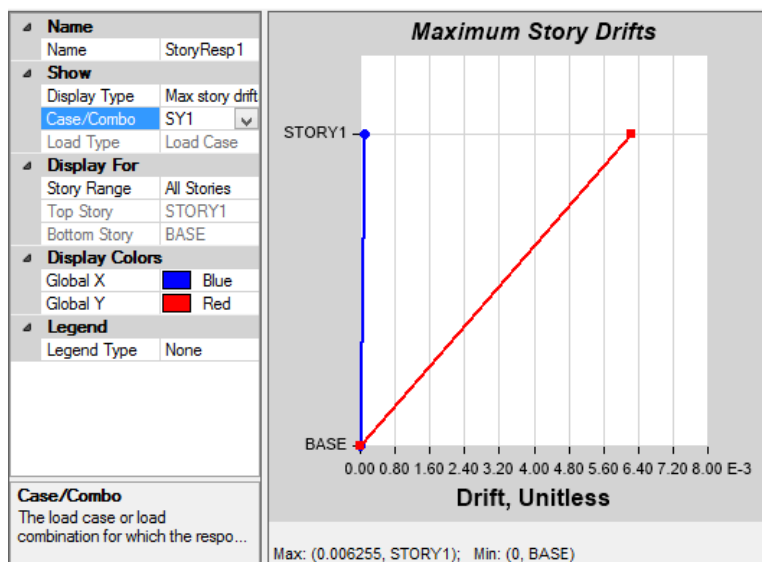 Name
Name StoryResp1
Show
Display Type Max story drift
Case/Combo SY1
Load Type Load Case
Display For
Story Range All Stories
Top Story STORY1
Bottom Story BASE
Display Colors
Global X Blue
Global Y Red
Legend
Legend Type None
Case/Combo
The load case or load
combination for which the respo...
Maximum Story Drifts
STORY1
BASE
0.00 0.80 1.60 2.40 3.20 4.00 4.80 5.60 6.40 7.20 8.00 E-3
Drift, Unitless
Max: (0.006255, STORY1); Min: (0, BASE)